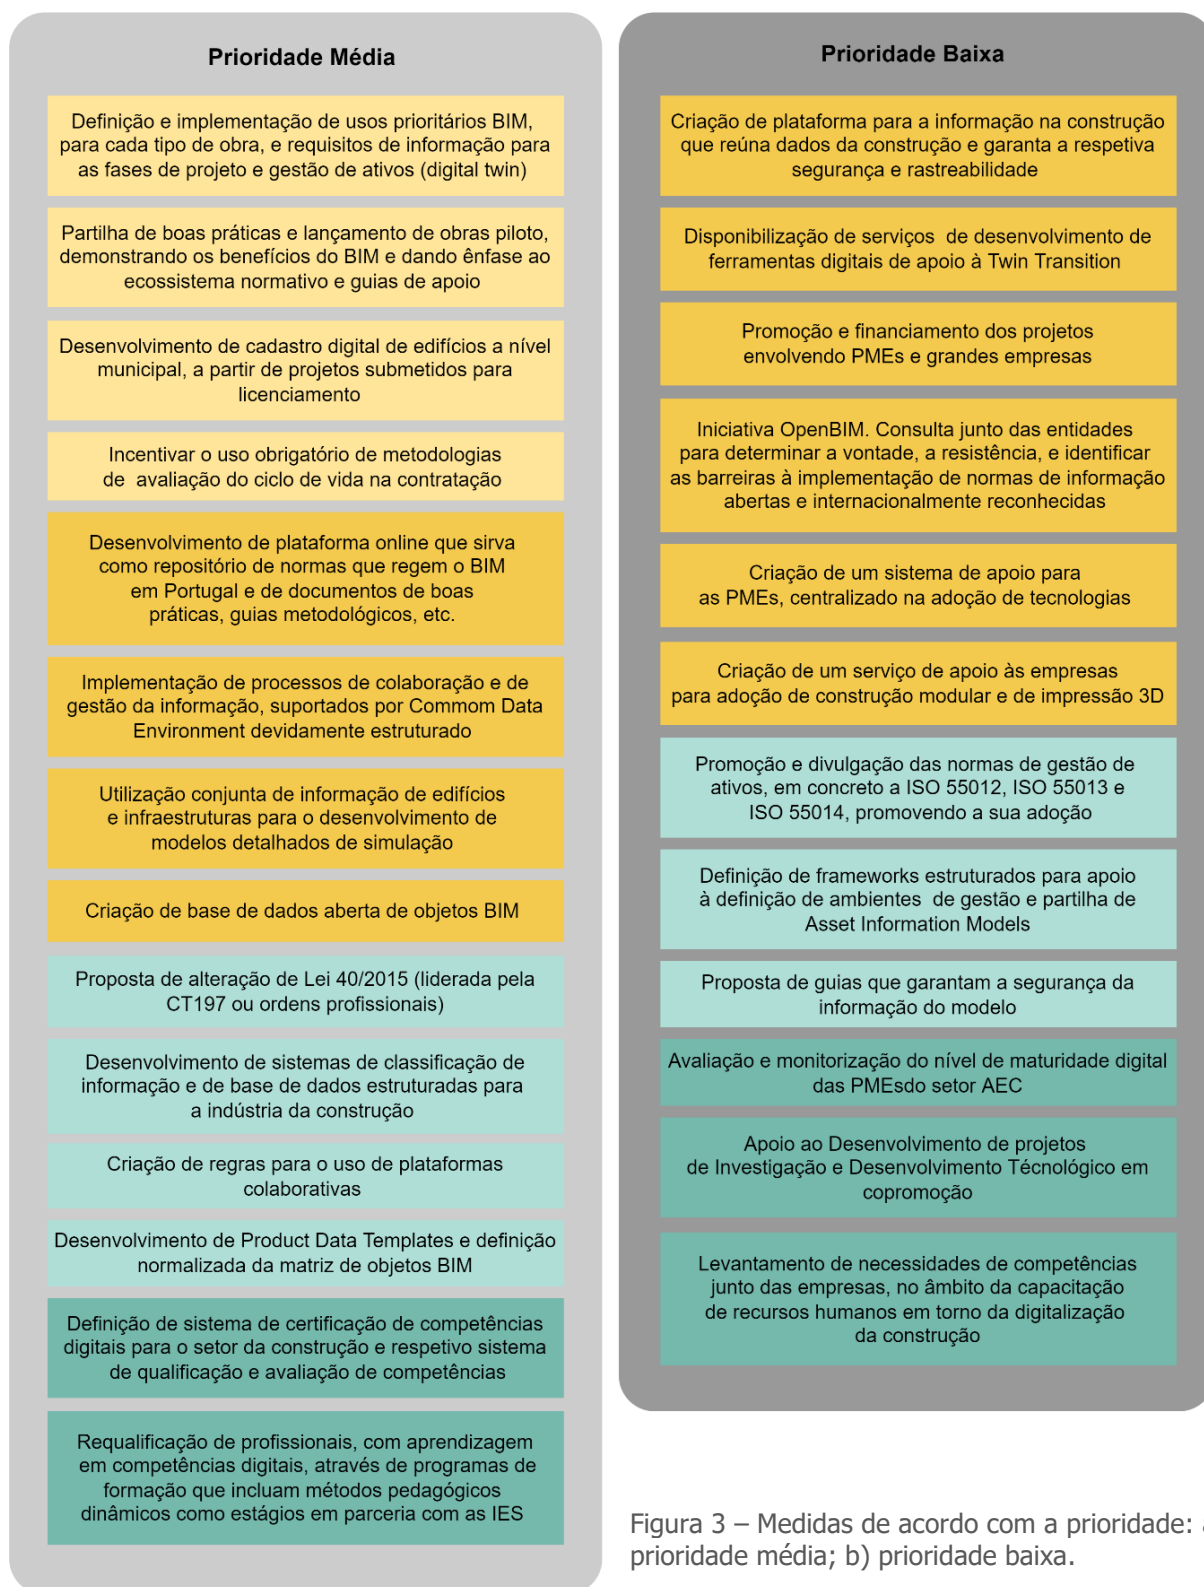 Prioridade Média
Definição e implementação de usos prioritários BIM,
para cada tipo de obra, e requisitos de informação para
as fases de projeto e gestão de ativos (digital twin)
Partilha de boas práticas e lançamento de obras piloto,
demonstrando os benefícios do BIM e dando ênfase ao
ecossistema normativo e guias de apoio
Desenvolvimento de cadastro digital de edifícios a nível
municipal, a partir de projetos submetidos para
licenciamento
Incentivar o uso obrigatório de metodologias
de avaliação do ciclo de vida na contratação
Desenvolvimento de plataforma online que sirva
como repositório de normas que regem o BIM
em Portugal e de documentos de boas
práticas, guias metodológicos, etc.
Implementação de processos de colaboração e de
gestão da informação, suportados por Commom Data
Environment devidamente estruturado
Utilização conjunta de informação de edifícios
e infraestruturas para o desenvolvimento de
modelos detalhados de simulação
Criação de base de dados aberta de objetos BIM
Proposta de alteração de Lei 40/2015 (liderada pela
CT197 ou ordens profissionais)
Desenvolvimento de sistemas de classificação de
informação e de base de dados estruturadas para
a indústria da construção
Criação de regras para o uso de plataformas
colaborativas
Desenvolvimento de Product Data Templates e definição
normalizada da matriz de objetos BIM
Definição de sistema de certificação de competências
digitais para o setor da construção e respetivo sistema
de qualificação e avaliação de competências
Requalificação de profissionais, com aprendizagem
em competências digitais, através de programas de
formação que incluam métodos pedagógicos
dinâmicos como estágios em parceria com as IES
Prioridade Baixa
Criação de plataforma para a informação na construção
que reúna dados da construção e garanta a respetiva
segurança e rastreabilidade
Disponibilização de serviços de desenvolvimento de
ferramentas digitais de apoio à Twin Transition
Promoção e financiamento dos projetos
envolvendo PMEs e grandes empresas
Iniciativa OpenBIM. Consulta junto das entidades
para determinar a vontade, a resistência, e identificar
as barreiras à implementação de normas de informação
abertas e internacionalmente reconhecidas
Criação de um sistema de apoio para
as PMEs, centralizado na adoção de tecnologias
Criação de um serviço de apoio às empresas
para adoção de construção modular e de impressão 3D
Promoção e divulgação das normas de gestão de
ativos, em concreto a ISO 55012, ISO 55013 e
ISO 55014, promovendo a sua adoção
Definição de frameworks estruturados para apoio
à definição de ambientes de gestão e partilha de
Asset Information Models
Proposta de guias que garantam a segurança da
informação do modelo
Avaliação e monitorização do nível de maturidade digital
das PMEsdo setor AEC
Apoio ao Desenvolvimento de projetos
de Investigação e Desenvolvimento Técnológico em
copromoção
Levantamento de necessidades de competências
junto das empresas, no âmbito da capacitação
de recursos humanos em torno da digitalização
da construção
Figura 3 – Medidas de acordo com a prioridade:
prioridade média; b) prioridade baixa.